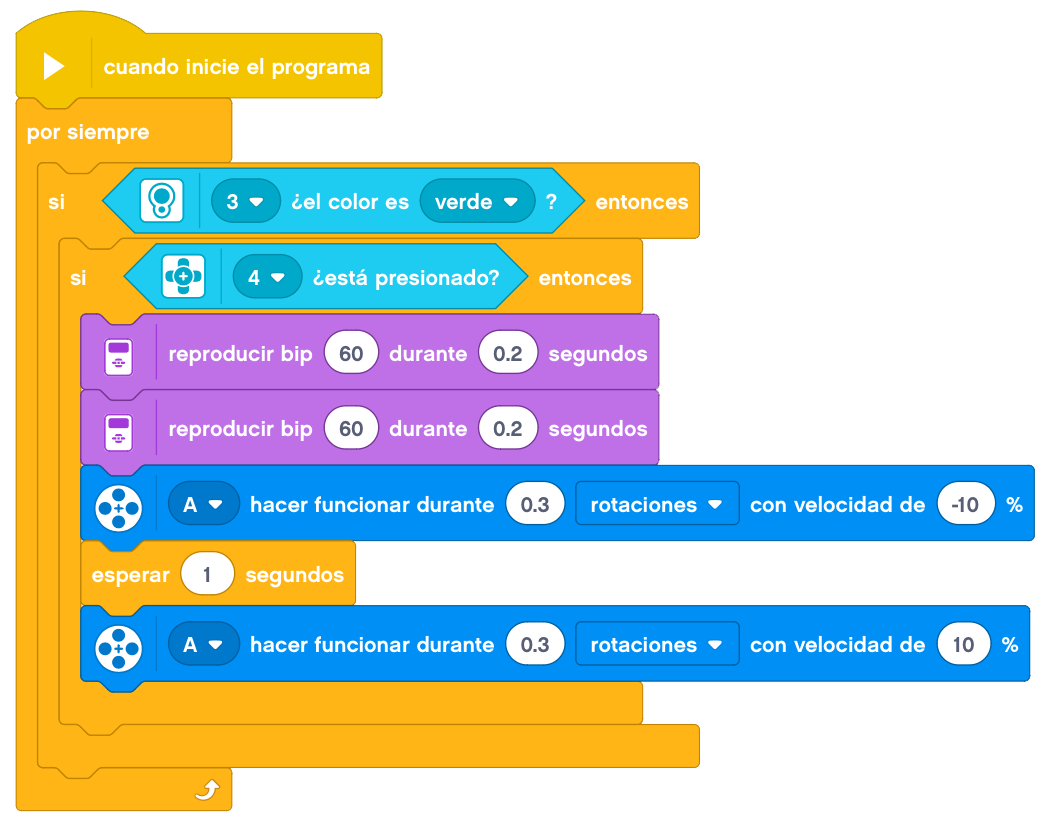 cuando inicie el programa
por siempre
si 3 ¿el color es verde ? entonces
si 4 ¿está presionado? entonces
reproducir bip 60 durante 0.2 segundos
reproducir bip 60 durante 0.2 segundos
A hacer funcionar durante 0.3 rotaciones con velocidad de -10 %
esperar 1 segundos
A hacer funcionar durante 0.3 rotaciones con velocidad de 10 %